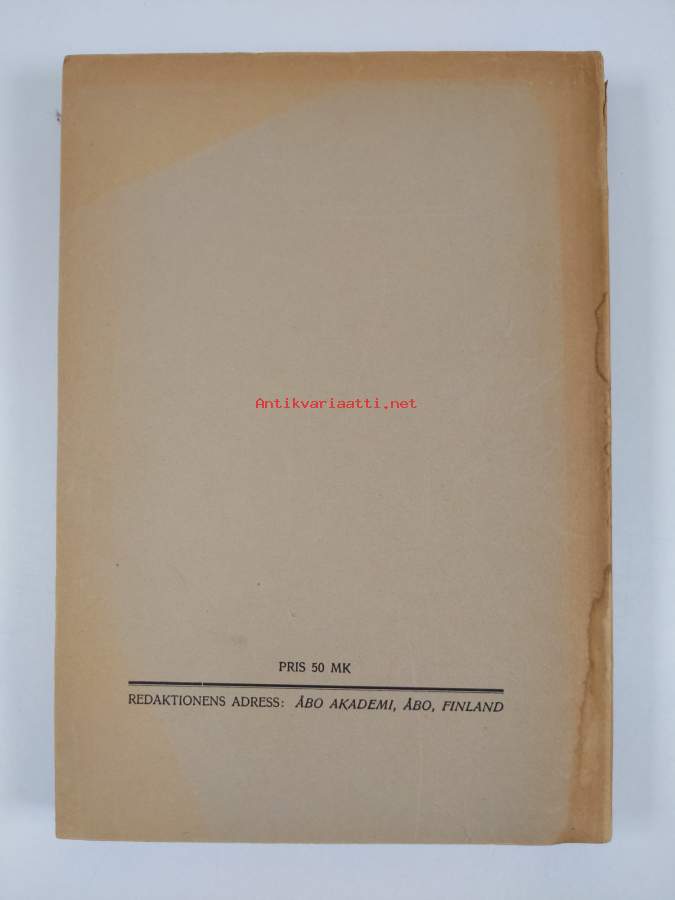 Antikvariaatti.net
PRIS 50 MK
REDAKTIONENS ADRESS: ÅBO AKADEMI, ÅBO, FINLAND